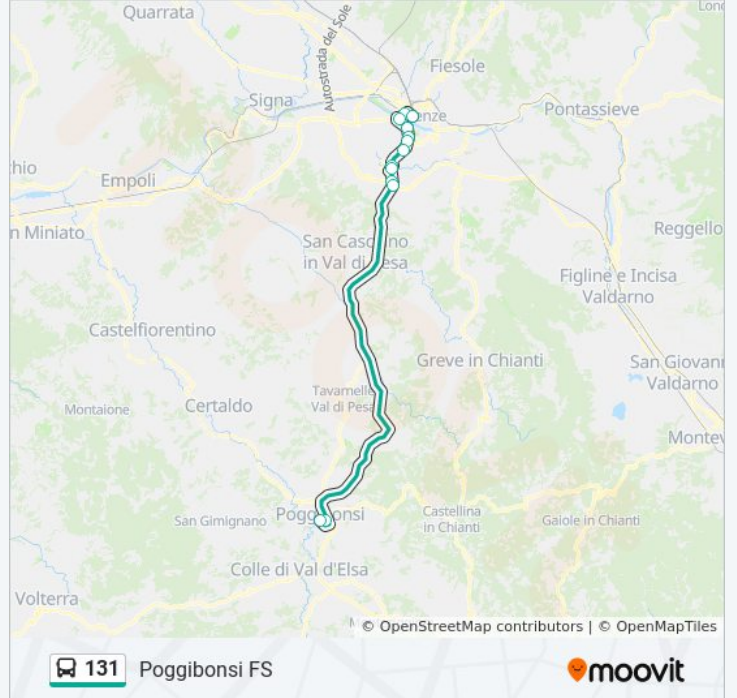 Quarrata
Autostrada del Sole
Fiesole
Signa
Pontassieve
enze
hio
Empoli
n Miniato
Reggello
San Casciano
in Val di Pesa
Figline e Incisa
Valdarno
Castelfiorentino
Greve in Chianti
San Giovann
Valdarno
Tavarnelle
Val di Pesa
Montaione
Certaldo
Montev
Poggibonsi
San Gimignano
Castellina
in Chianti
Gaiole in Chianti
Colle di Val d'Elsa
Volterra
© OpenStreetMap contributors | © OpenMapTiles
131 Poggibonsi FS
moovit